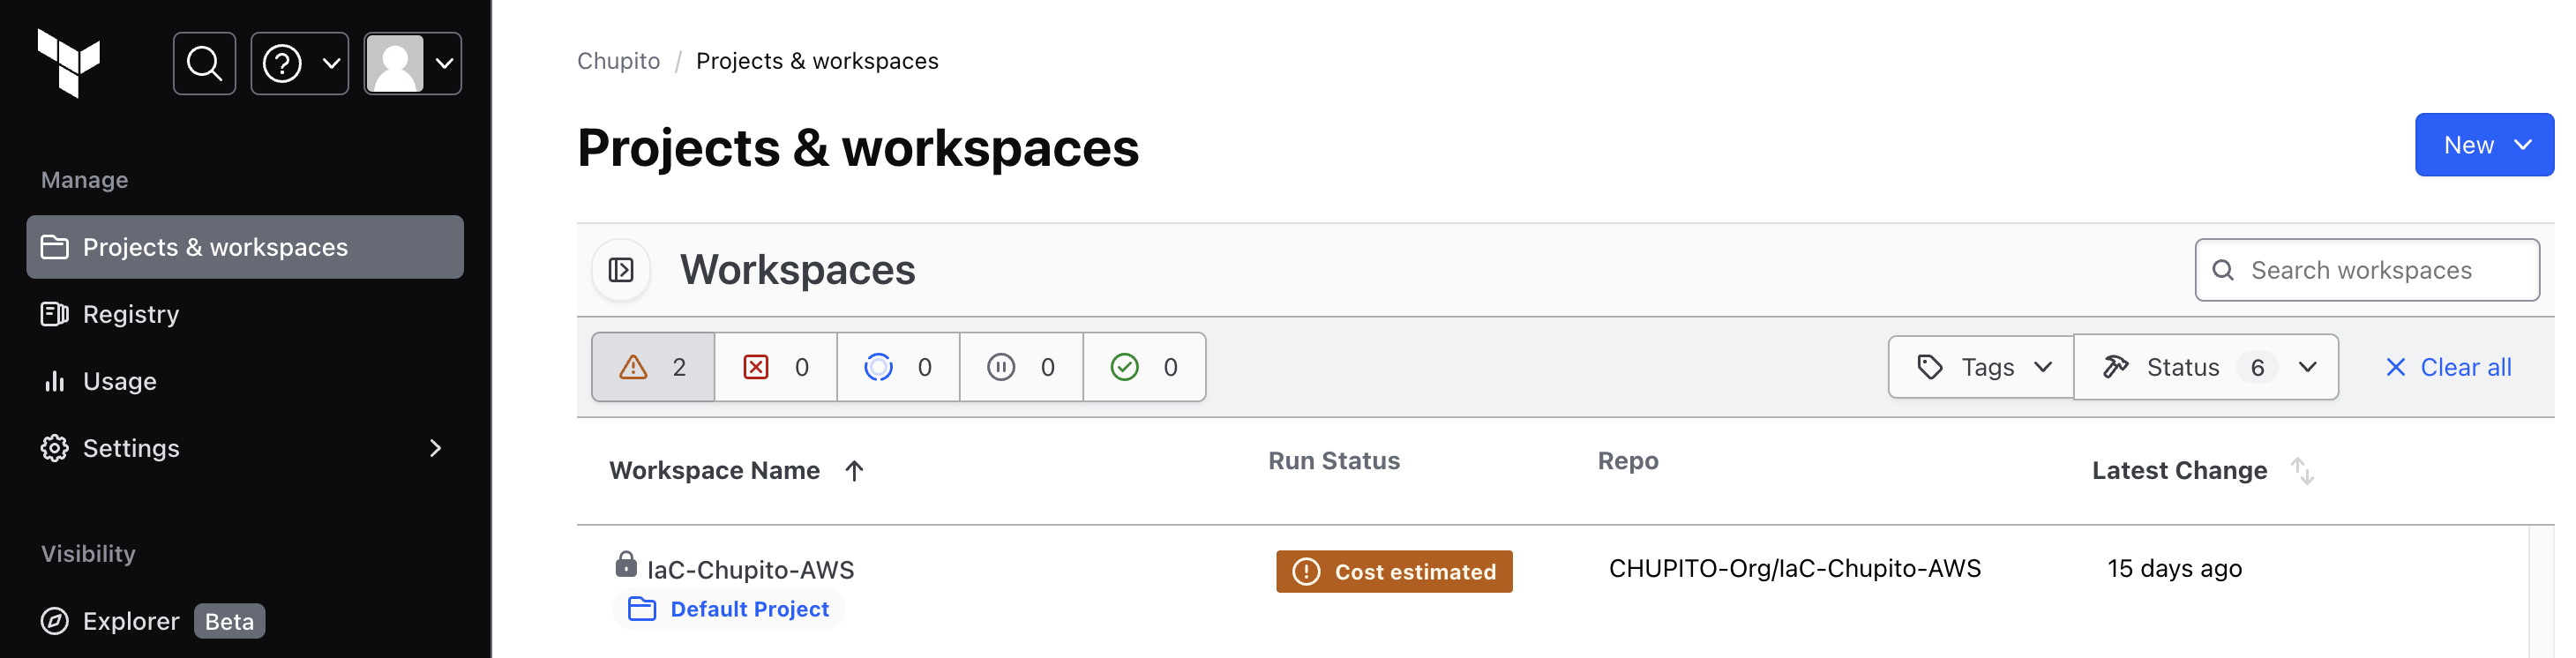 Manage
Projects & workspaces
Registry
Usage
Settings
Visibility
Explorer Beta
Chupito / Projects & workspaces
Projects & workspaces
New
Workspaces
Search workspaces
2 0 0 0 0
Tags Status 6 Clear all
Workspace Name Run Status Repo Latest Change
IaC-Chupito-AWS Cost estimated CHUPITO-Org/IaC-Chupito-AWS 15 days ago
Default Project